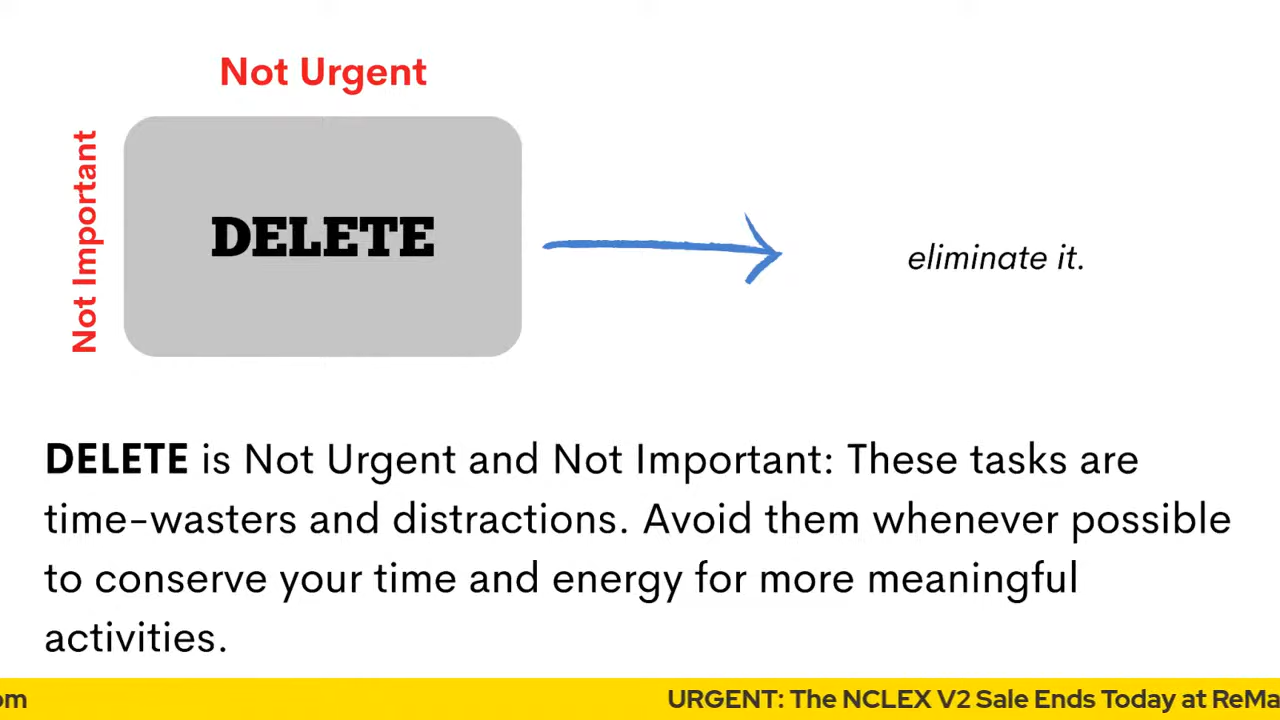 Not Urgent
Not Important
DELETE
eliminate it.
DELETE is Not Urgent and Not Important: These tasks are
time-wasters and distractions. Avoid them whenever possible
to conserve your time and energy for more meaningful
activities.
URGENT: The NCLEX V2 Sale Ends Today at